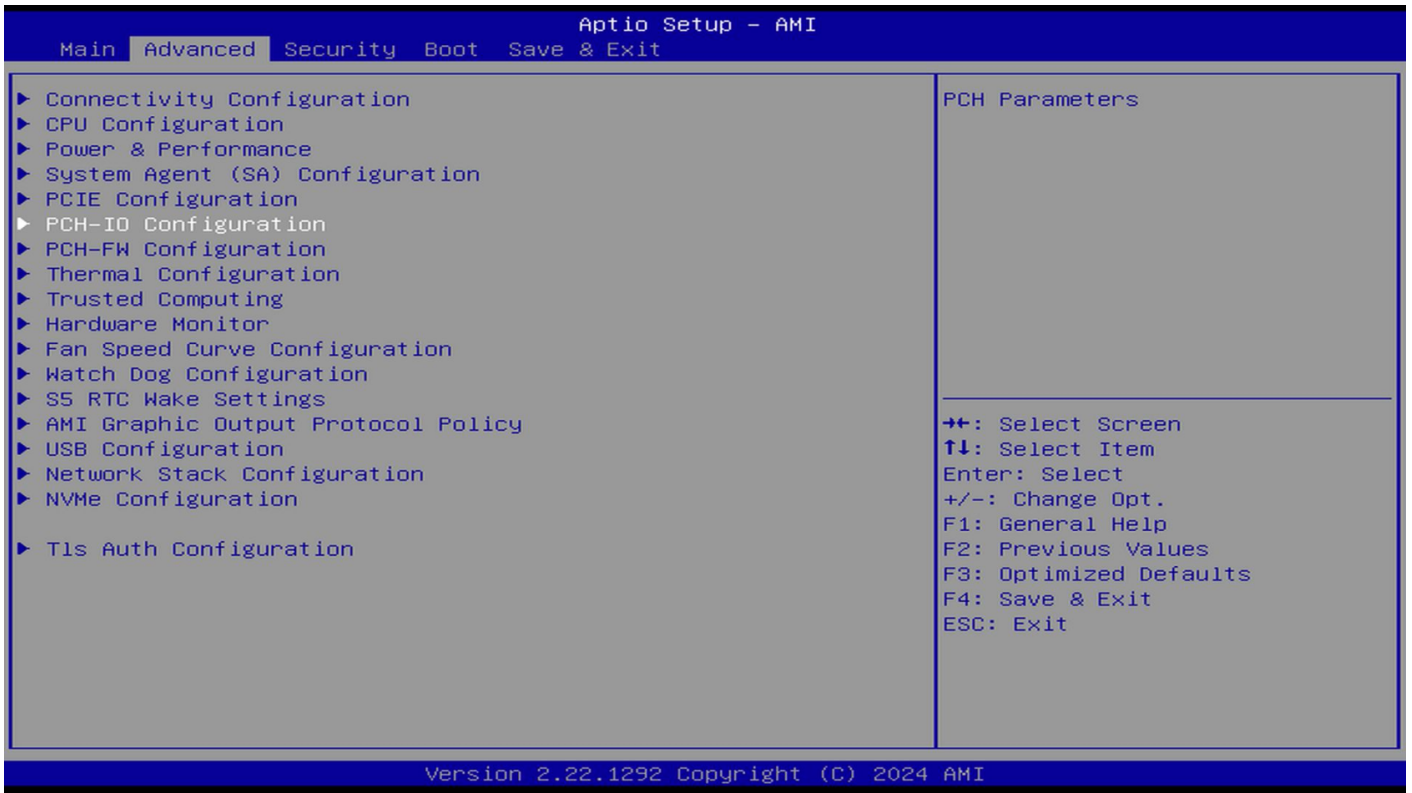 Aptio Setup – AMI
Main Advanced Security Boot Save & Exit
▶ Connectivity Configuration
▶ CPU Configuration
▶ Power & Performance
▶ System Agent (SA) Configuration
▶ PCIE Configuration
▶ PCH-IO Configuration
▶ PCH-FW Configuration
▶ Thermal Configuration
▶ Trusted Computing
▶ Hardware Monitor
▶ Fan Speed Curve Configuration
▶ Watch Dog Configuration
▶ S5 RTC Wake Settings
▶ AMI Graphic Output Protocol Policy
▶ USB Configuration
▶ Network Stack Configuration
▶ NVMe Configuration
▶ Tls Auth Configuration
PCH Parameters
→←: Select Screen
↑↓: Select Item
Enter: Select
+/-: Change Opt.
F1: General Help
F2: Previous Values
F3: Optimized Defaults
F4: Save & Exit
ESC: Exit
Version 2.22.1292 Copyright (C) 2024 AMI